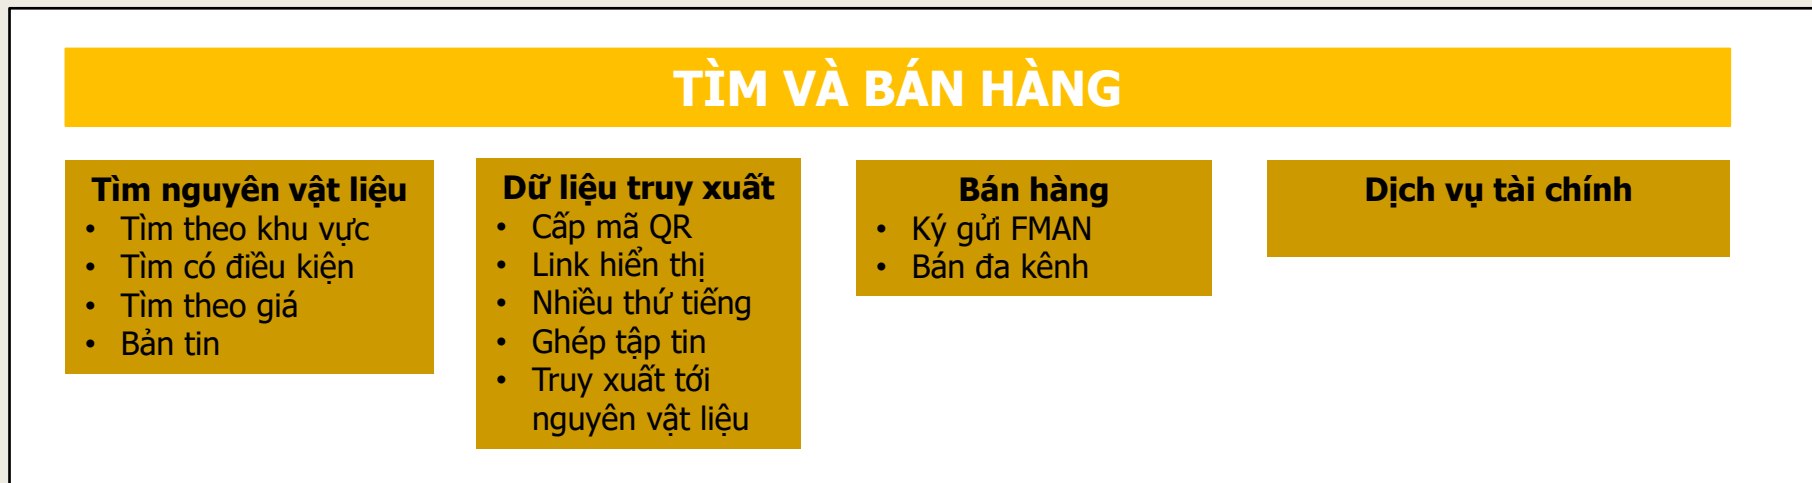 TÌM VÀ BÁN HÀNG
Tìm nguyên vật liệu
• Tìm theo khu vực
• Tìm có điều kiện
• Tìm theo giá
• Bản tin
Dữ liệu truy xuất
• Cấp mã QR
• Link hiển thị
• Nhiều thứ tiếng
• Ghép tập tin
• Truy xuất tới
nguyên vật liệu
Bán hàng
• Ký gửi FMAN
• Bán đa kênh
Dịch vụ tài chính